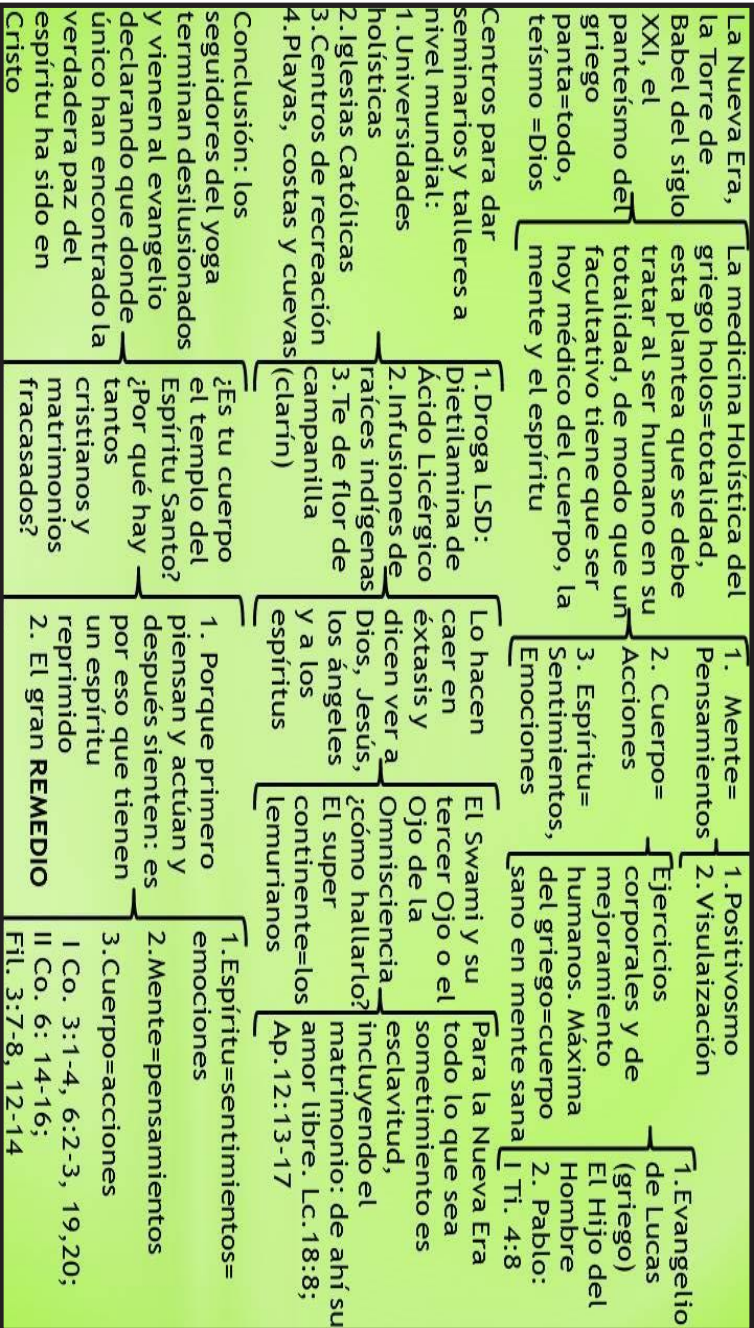 La Nueva Era,
la Torre de
Babel del siglo
XXI, el
panteísmo del
griego
panta=todo,
teísmo =Dios
La medicina Holística del
griego holos=totalidad,
esta plantea que se debe
tratar al ser humano en su
totalidad, de modo que un
facultativo tiene que ser
hoy médico del cuerpo, la
mente y el espíritu
1. Mente=
Pensamientos
2. Cuerpo=
Acciones
3. Espíritu=
Sentimientos,
Emociones
1.Positivosmo
2.Visulaización
Ejercicios
corporales y de
mejoramiento
humanos. Máxima
del griego=cuerpo
sano en mente sana
1.Evangelio
de Lucas
(griego)
El Hijo del
Hombre
2. Pablo:
I Ti. 4:8
Centros para dar
seminarios y talleres a
nivel mundial:
1.Universidades
holísticas
2.Iglesias Católicas
3.Centros de recreación
4.Playas, costas y cuevas
1.Droga LSD:
Dietilamina de
Ácido Licérgico
2.Infusiones de
raíces indígenas
3.Te de flor de
campanilla
(clarín)
Lo hacen
caer en
éxtasis y
dicen ver a
Dios, Jesús,
los ángeles
y a los
espíritus
El Swami y su
tercer Ojo o el
Ojo de la
Omnisciencia
¿cómo hallarlo?
El super
continente=los
lemurianos
Para la Nueva Era
todo lo que sea
sometimiento es
esclavitud,
incluyendo el
matrimonio: de ahí su
amor libre. Lc.18:8;
Ap.12:13-17
Conclusión: los
seguidores del yoga
terminan desilusionados
y vienen al evangelio
declarando que donde
único han encontrado la
verdadera paz del
espíritu ha sido en
Cristo
¿Es tu cuerpo
el templo del
Espíritu Santo?
¿Por qué hay
tantos
cristianos y
matrimonios
fracasados?
1. Porque primero
piensan y actúan y
después sienten: es
por eso que tienen
un espíritu
reprimido
2. El gran REMEDIO
1.Espíritu=sentimientos=
emociones
2.Mente=pensamientos
3.Cuerpo=acciones
I Co. 3:1-4, 6:2-3, 19,20;
II Co. 6: 14-16;
Fil. 3:7-8, 12-14